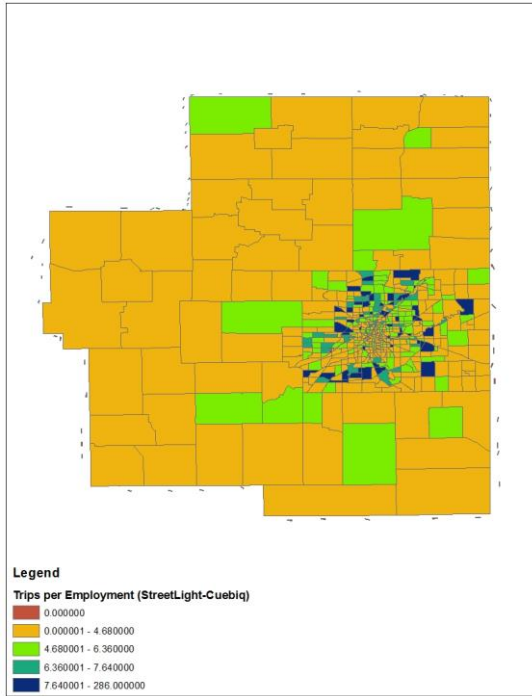 Legend
Trips per Employment (StreetLight-Cuebiq)
0.000000
0.000001 - 4.680000
4.680001 - 6.360000
6.360001 - 7.640000
7.640001 - 286.000000